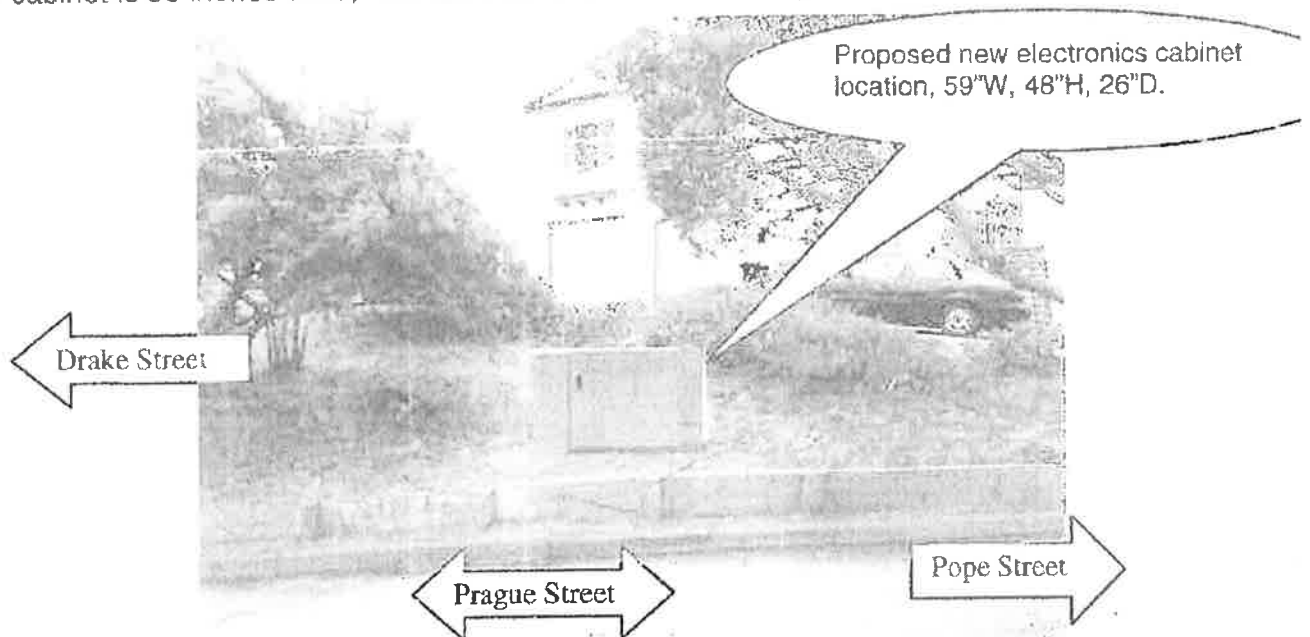 Proposed new electronics cabinet
location, 59"W, 48"H, 26"D.
Drake Street
Pope Street
Prague Street